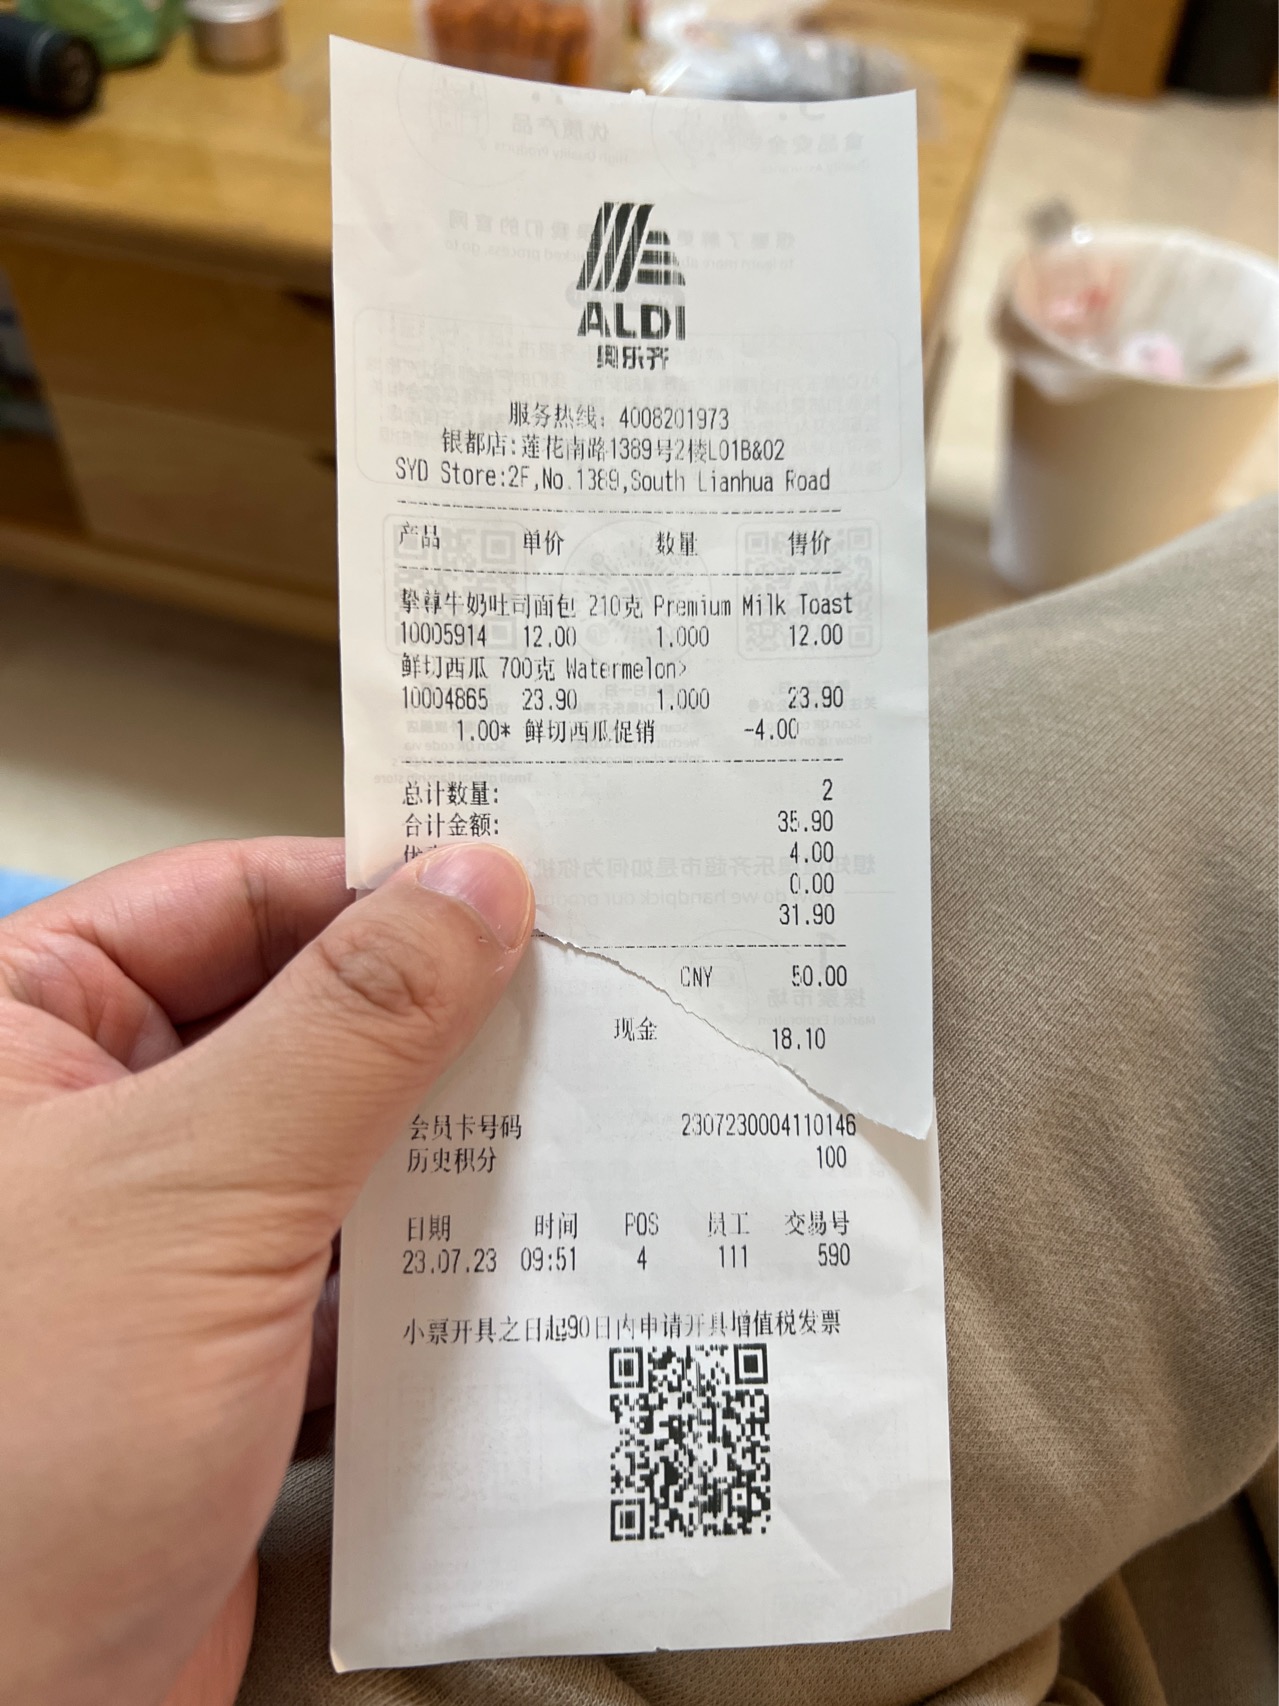 ALDI
奥乐齐
服务热线: 4008201973
银都店:莲花南路1389号2楼L01B&02
SYD Store:2F,No.1389,South Lianhua Road
产品 单价 数量 售价
挚尊牛奶吐司面包 210克 Premium Milk Toast
10005914 12.00 1.000 12.00
鲜切西瓜 700克 Watermelon>
10004865 23.90 1.000 23.90
1.00* 鲜切西瓜促销 -4.00
总计数量: 2
合计金额: 35.90
4.00
0.00
31.90
CNY 50.00
现金 18.10
会员卡号码 2307230004110146
历史积分 100
日期 时间 POS 员工 交易号
23.07.23 09:51 4 111 590
小票开具之日起90日内申请开具增值税发票